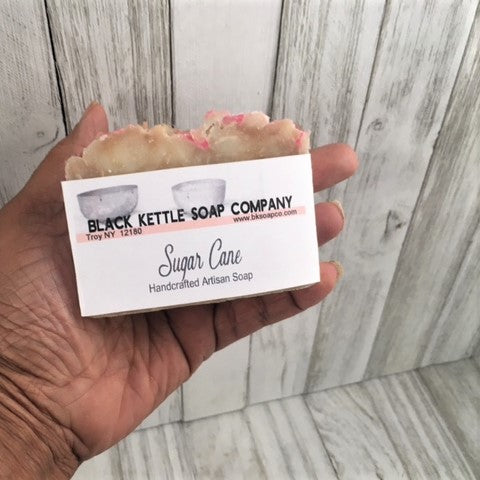 BLACK KETTLE SOAP COMPANY
Troy NY 12180 www.bksoapco.com
Sugar Cane
Handcrafted Artisan Soap